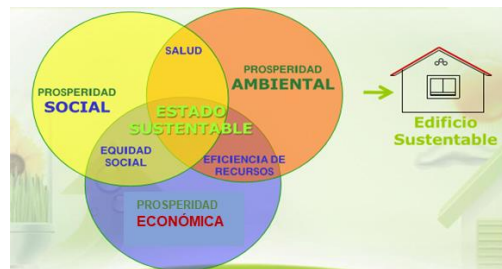 SALUD
PROSPERIDAD
AMBIENTAL
PROSPERIDAD
SOCIAL
ESTADO
SUSTENTABLE
EQUIDAD
SOCIAL
EFICIENCIA DE
RECURSOS
PROSPERIDAD
ECONÓMICA
Edificio
Sustentable